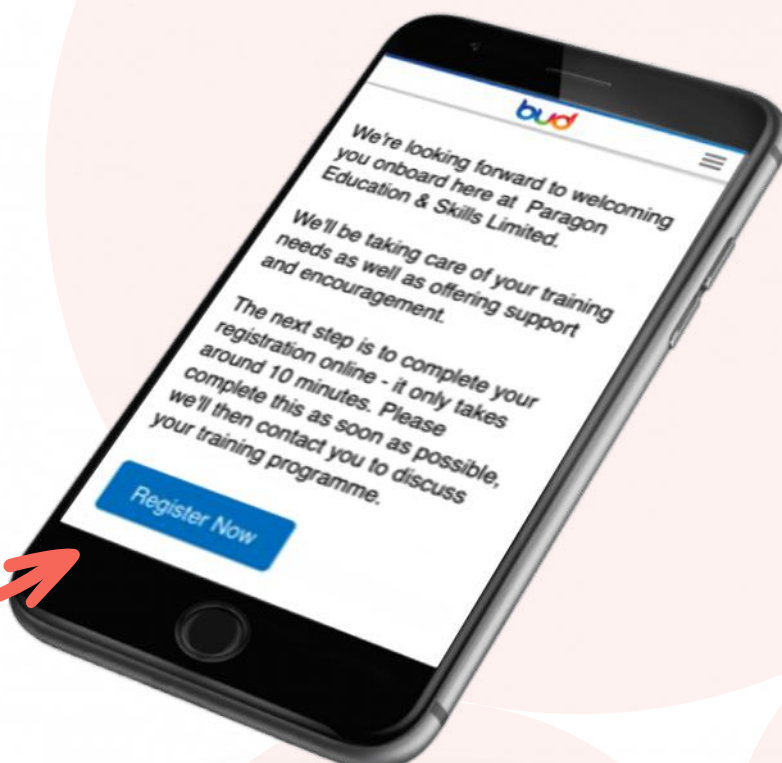 bud
We're looking forward to welcoming
you onboard here at Paragon
Education & Skills Limited.
We'll be taking care of your training
needs as well as offering support
and encouragement.
The next step is to complete your
registration online - it only takes
around 10 minutes. Please
complete this as soon as possible,
we'll then contact you to discuss
your training programme.
Register Now